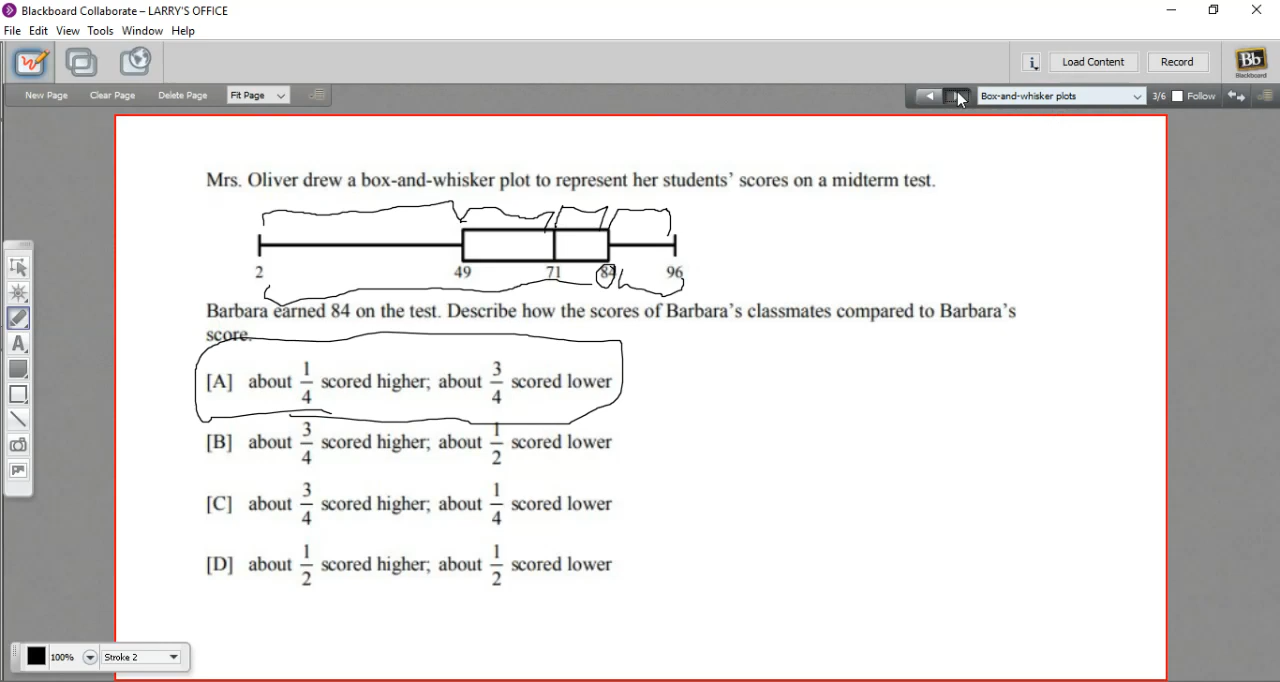 Blackboard Collaborate – LARRY'S OFFICE
File Edit View Tools Window Help
Load Content Record Bb
Blackboard
New Page Clear Page Delete Page Fit Page Box-and-whisker plots 3/6 Follow
Mrs. Oliver drew a box-and-whisker plot to represent her students' scores on a midterm test.
2 49 71 84 96
Barbara earned 84 on the test. Describe how the scores of Barbara's classmates compared to Barbara's
score.
[A] about 1/4 scored higher; about 3/4 scored lower
[B] about 3/4 scored higher; about 1/2 scored lower
[C] about 3/4 scored higher; about 1/4 scored lower
[D] about 1/2 scored higher; about 1/2 scored lower
100% Stroke 2